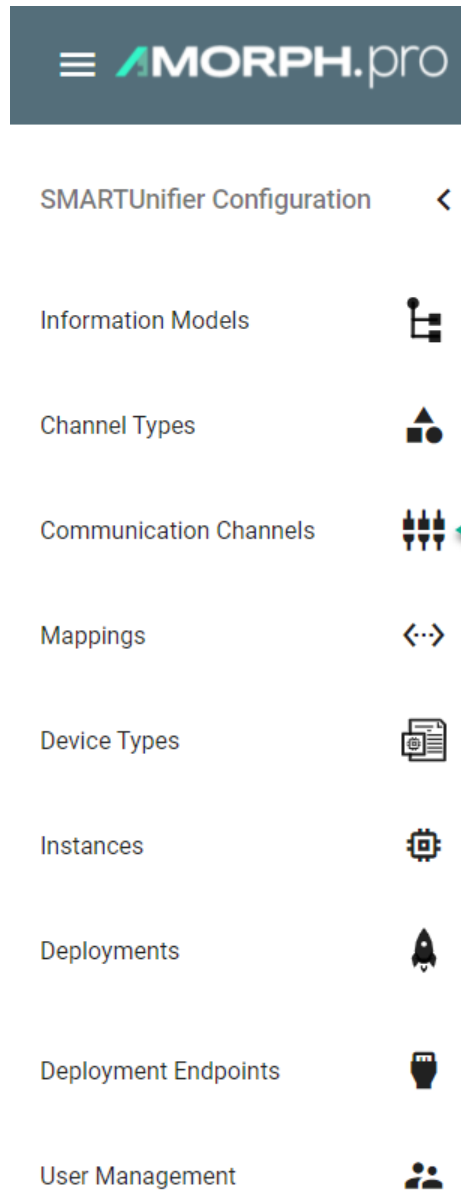 AMORPH.pro
SMARTUnifier Configuration
Information Models
Channel Types
Communication Channels
Mappings
Device Types
Instances
Deployments
Deployment Endpoints
User Management